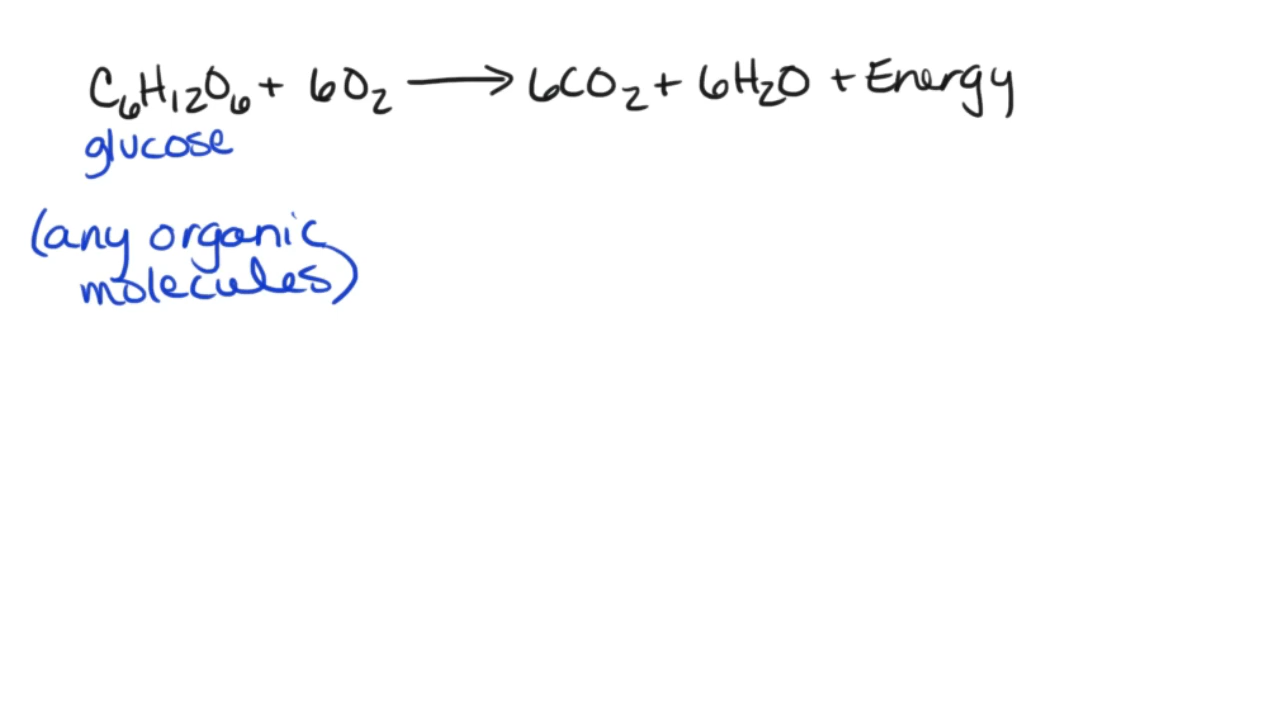 C₆H₁₂O₆ + 6O₂ ⟶ 6CO₂ + 6H₂O + Energy
glucose
(any organic
molecules)